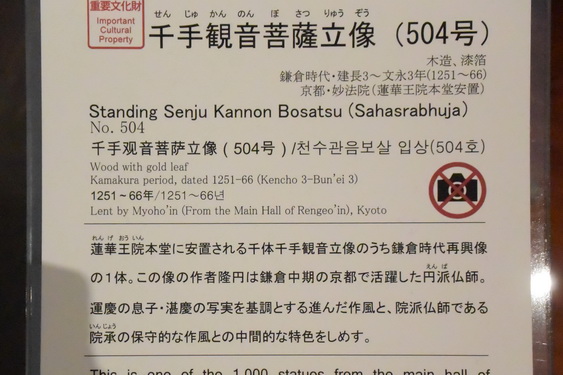 重要文化財
Important
Cultural
Property
せん じゅ かん のん ぼ さつ りゅう ぞう
千手観音菩薩立像（504号）
木造、漆箔
鎌倉時代・建長3～文永3年(1251～66)
京都・妙法院（蓮華王院本堂安置）
Standing Senju Kannon Bosatsu (Sahasrabhuja)
No. 504
千手观音菩萨立像 ( 504号 ) /천수관음보살 입상(504호)
Wood with gold leaf
Kamakura period, dated 1251-66 (Kencho 3-Bun'ei 3)
1251～66年/1251～66년
Lent by Myoho'in (From the Main Hall of Rengeo'in), Kyoto
れん げ おう いん
蓮華王院本堂に安置される千体千手観音立像のうち鎌倉時代再興像
えん ぱ
の1体。この像の作者隆円は鎌倉中期の京都で活躍した円派仏師。
運慶の息子・湛慶の写実を基調とする進んだ作風と、院派仏師である
いんじょう
院承の保守的な作風との中間的な特色をしめす。
This is one of the 1,000 statues from the main hall of